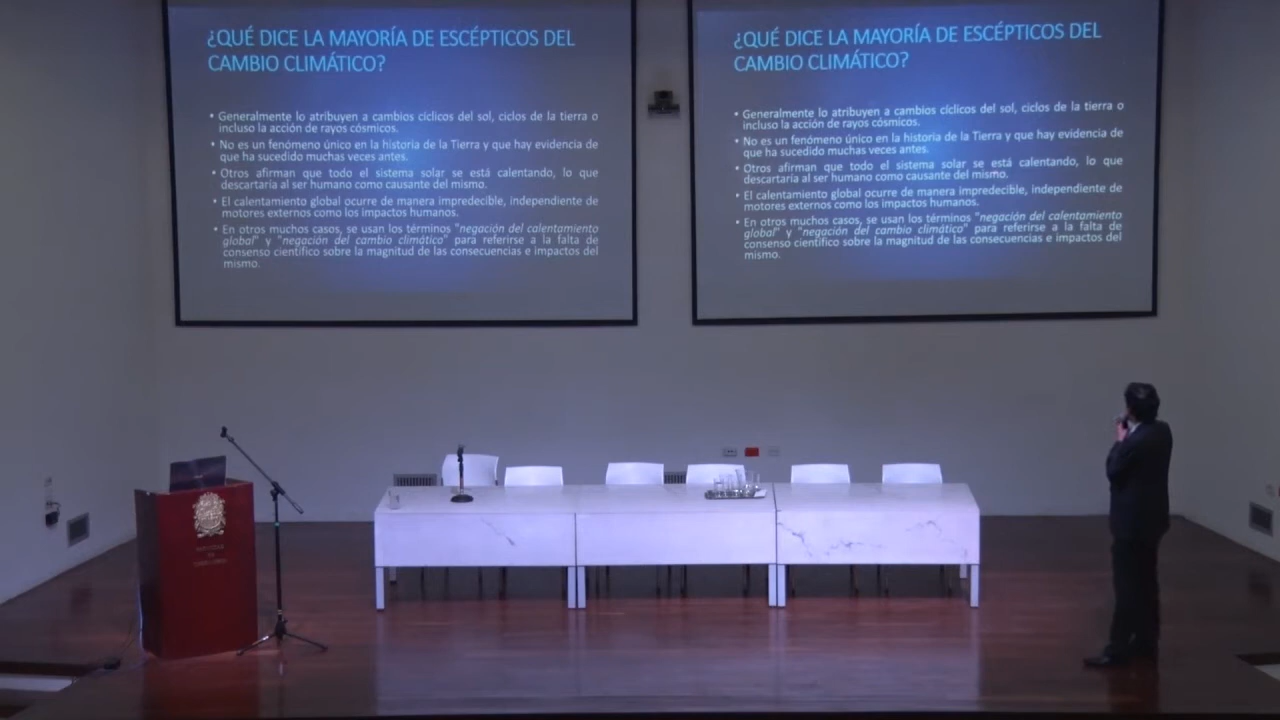 ¿QUÉ DICE LA MAYORÍA DE ESCÉPTICOS DEL
CAMBIO CLIMÁTICO?
• Generalmente lo atribuyen a cambios cíclicos del sol, ciclos de la tierra o
incluso la acción de rayos cósmicos.
• No es un fenómeno único en la historia de la Tierra y que hay evidencia de
que ha sucedido muchas veces antes.
• Otros afirman que todo el sistema solar se está calentando, lo que
descartaría al ser humano como causante del mismo.
• El calentamiento global ocurre de manera impredecible, independiente de
motores externos como los impactos humanos.
• En otros muchos casos, se usan los términos "negación del calentamiento
global" y "negación del cambio climático" para referirse a la falta de
consenso científico sobre la magnitud de las consecuencias e impactos del
mismo.
¿QUÉ DICE LA MAYORÍA DE ESCÉPTICOS DEL
CAMBIO CLIMÁTICO?
• Generalmente lo atribuyen a cambios cíclicos del sol, ciclos de la tierra o
incluso la acción de rayos cósmicos.
• No es un fenómeno único en la historia de la Tierra y que hay evidencia de
que ha sucedido muchas veces antes.
• Otros afirman que todo el sistema solar se está calentando, lo que
descartaría al ser humano como causante del mismo.
• El calentamiento global ocurre de manera impredecible, independiente de
motores externos como los impactos humanos.
• En otros muchos casos, se usan los términos "negación del calentamiento
global" y "negación del cambio climático" para referirse a la falta de
consenso científico sobre la magnitud de las consecuencias e impactos del
mismo.